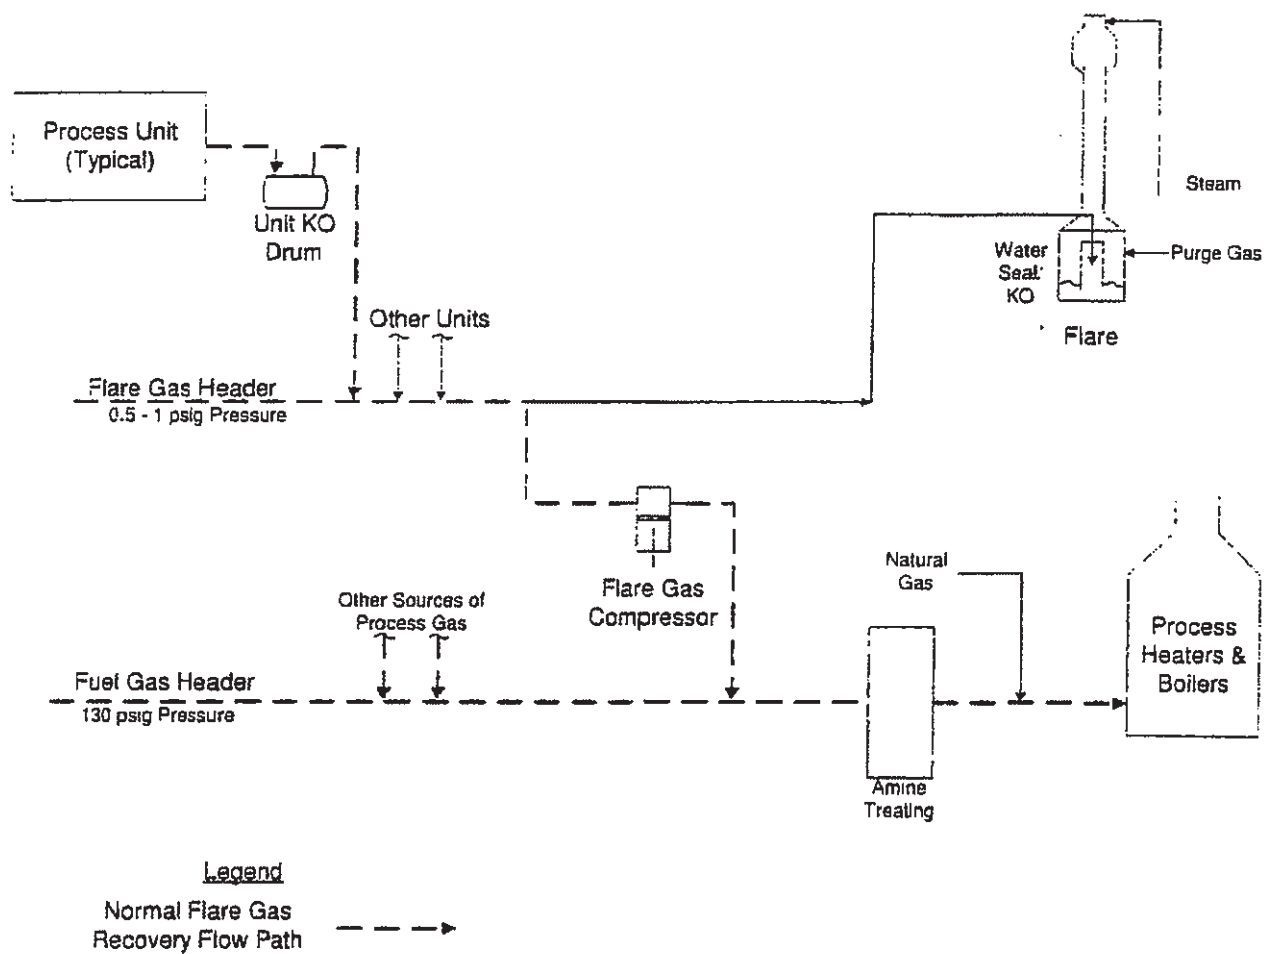 Process Unit
(Typical)
Unit KO
Drum
Steam
Water
Seal
KO
Purge Gas
Flare
Other Units
Flare Gas Header
0.5 - 1 psig Pressure
Flare Gas
Compressor
Natural
Gas
Other Sources of
Process Gas
Process
Heaters &
Boilers
Fuel Gas Header
130 psig Pressure
Amine
Treating
Legend
Normal Flare Gas
Recovery Flow Path